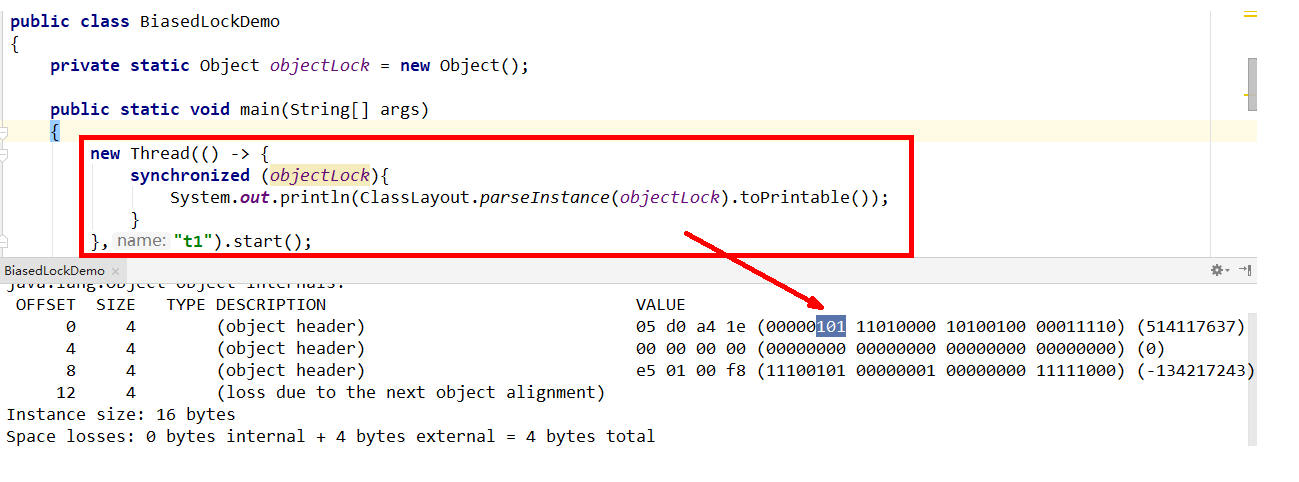 public class BiasedLockDemo
{
    private static Object objectLock = new Object();
    public static void main(String[] args)
    {
        new Thread(() -> {
            synchronized (objectLock){
                System.out.println(ClassLayout.parseInstance(objectLock).toPrintable());
            }
        }, name: "t1").start();
BiasedLockDemo ×
java.lang.Object object internals:
OFFSET  SIZE   TYPE DESCRIPTION                               VALUE
     0     4        (object header)                           05 d0 a4 1e (00000101 11010000 10100100 00011110) (514117637)
     4     4        (object header)                           00 00 00 00 (00000000 00000000 00000000 00000000) (0)
     8     4        (object header)                           e5 01 00 f8 (11100101 00000001 00000000 11111000) (-134217243)
    12     4        (loss due to the next object alignment)
Instance size: 16 bytes
Space losses: 0 bytes internal + 4 bytes external = 4 bytes total